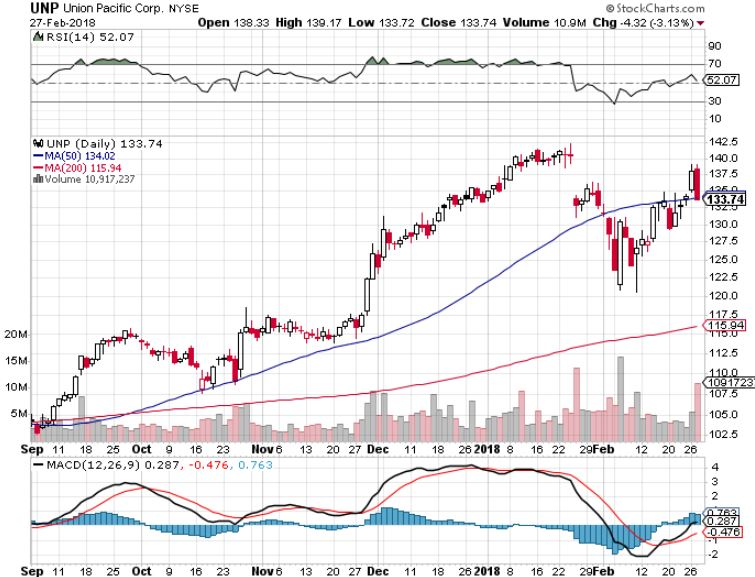 UNP Union Pacific Corp. NYSE © StockCharts.com
27-Feb-2018 Open 138.33 High 139.17 Low 133.72 Close 133.74 Volume 10.9M Chg -4.32 (-3.13%)
RSI(14) 52.07
90
70
52.07
30
10
UNP (Daily) 133.74
MA(50) 134.02
MA(200) 115.94
Volume 10,917,237
142.5
140.0
137.5
133.74
130.0
127.5
125.0
122.5
120.0
117.5
115.94
112.5
110.0
1091723
107.5
105.0
102.5
20M
15M
10M
5M
Sep 11 18 25 Oct 9 16 23 Nov 6 13 20 27 Dec 11 18 26 2018 8 16 22 29 Feb 12 20 26
MACD(12,26,9) 0.287, -0.476, 0.763
4
3
2
1
0.763
0.287
-0.476
-2
Sep 11 18 25 Oct 9 16 23 Nov 6 13 20 27 Dec 11 18 26 2018 8 16 22 29 Feb 12 20 26